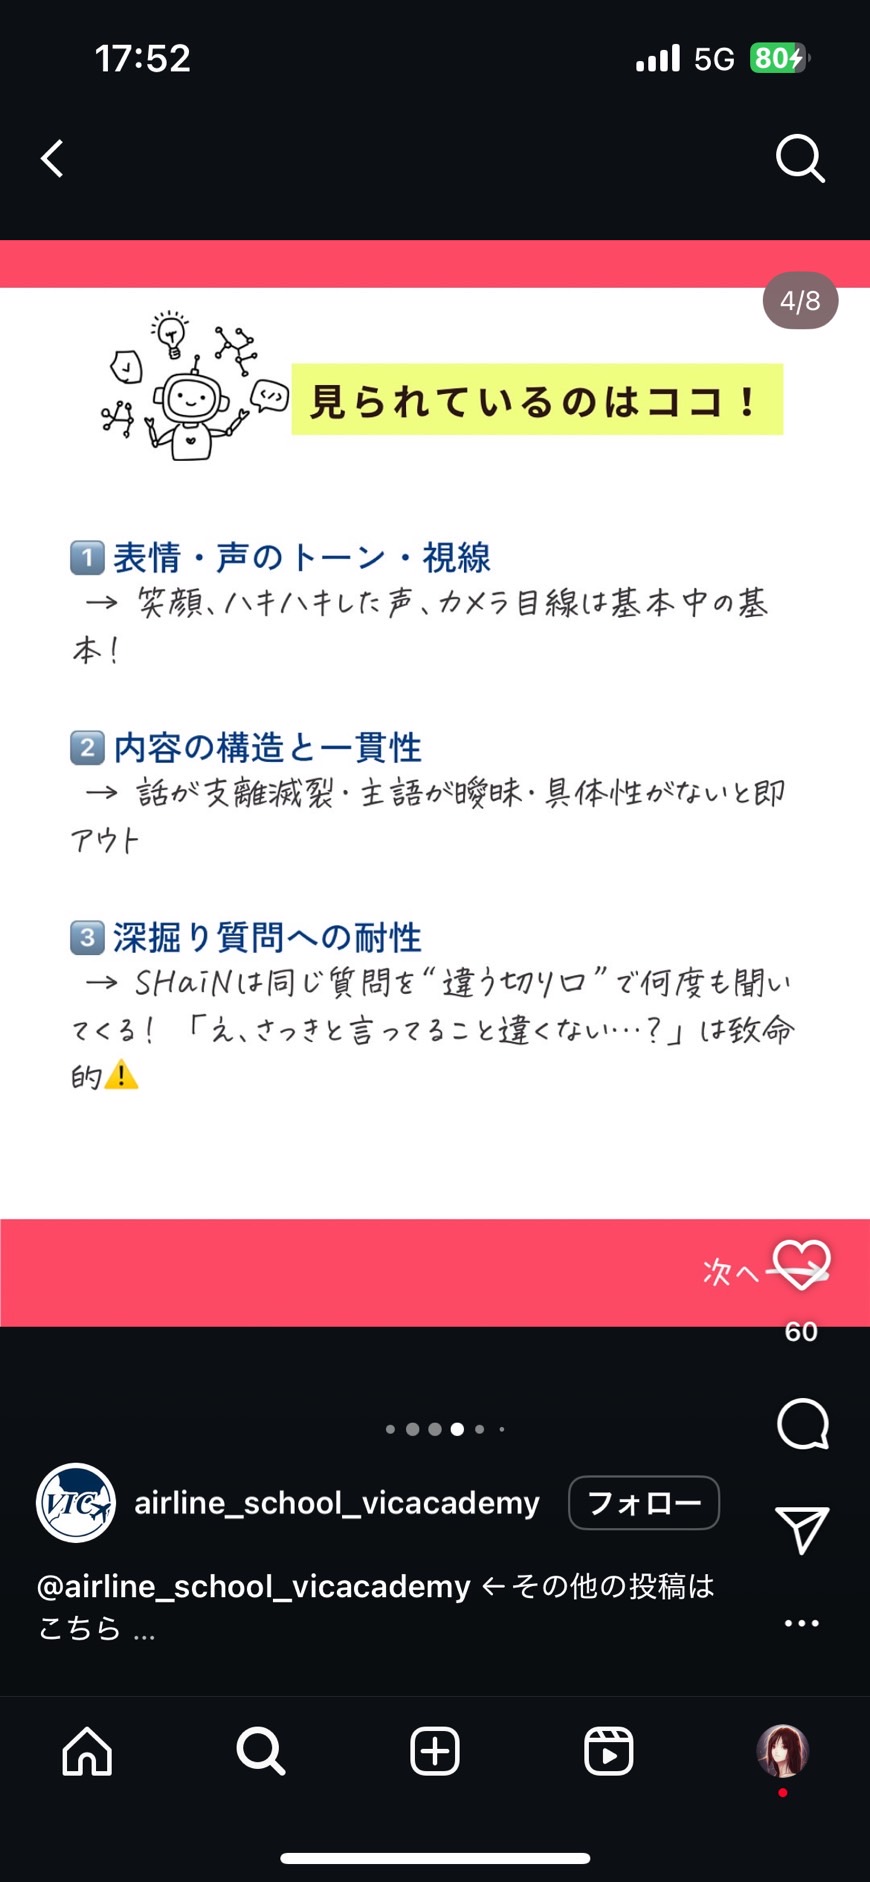 17:52
5G
80
4/8
見られているのはココ！
1 表情・声のトーン・視線
→ 笑顔、ハキハキした声、カメラ目線は基本中の基
本！
2 内容の構造と一貫性
→ 話が支離滅裂・主語が曖昧・具体性がないと即
アウト
3 深掘り質問への耐性
→ SHaiNは同じ質問を“違う切り口”で何度も聞い
てくる！「え、さっきと言ってること違くない…？」は致命
的⚠️
次へ
60
VIC
airline_school_vicacademy
フォロー
@airline_school_vicacademy ←その他の投稿は
こちら ...